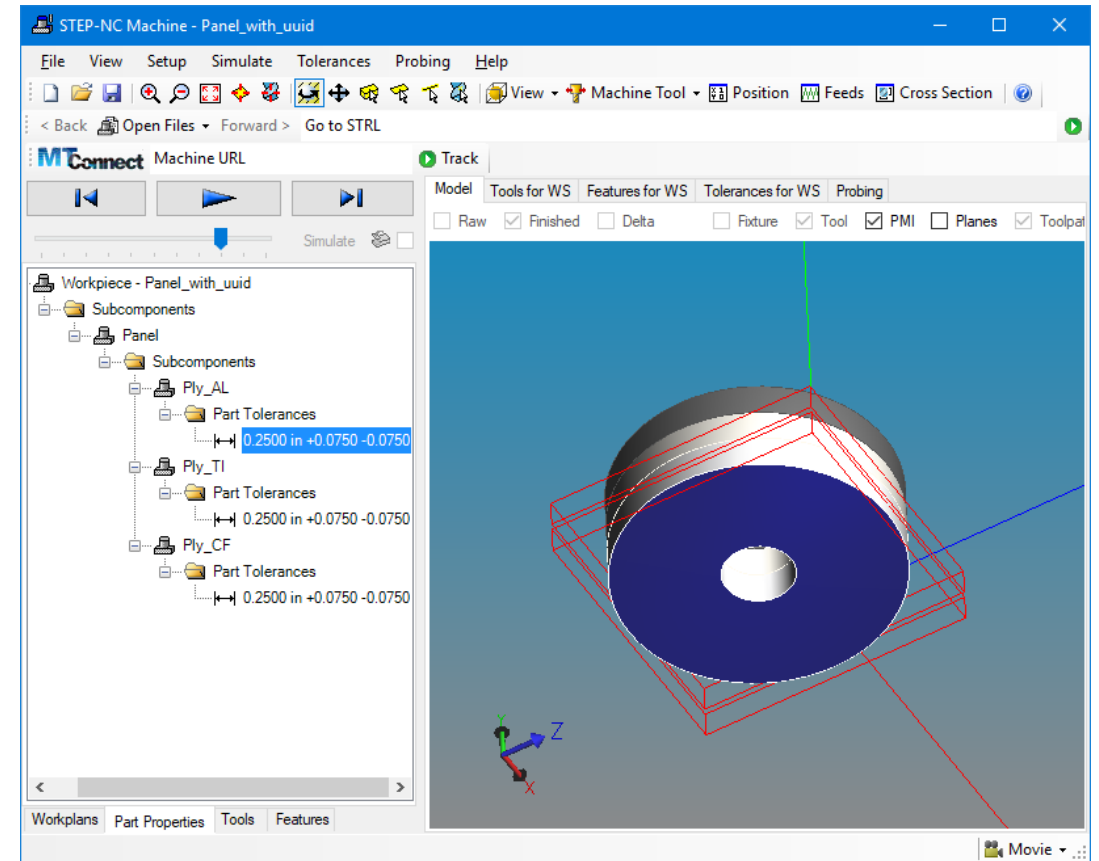 STEP-NC Machine - Panel_with_uuid
File View Setup Simulate Tolerances Probing Help
View Machine Tool Position Feeds Cross Section
< Back Open Files Forward > Go to STRL
MTConnect Machine URL Track
Model Tools for WS Features for WS Tolerances for WS Probing
Raw Finished Delta Fixture Tool PMI Planes Toolpat
Simulate
Workpiece - Panel_with_uuid
Subcomponents
Panel
Subcomponents
Ply_AL
Part Tolerances
0.2500 in +0.0750 -0.0750
Ply_TI
Part Tolerances
0.2500 in +0.0750 -0.0750
Ply_CF
Part Tolerances
0.2500 in +0.0750 -0.0750
Y
Z
X
Workplans Part Properties Tools Features
Movie